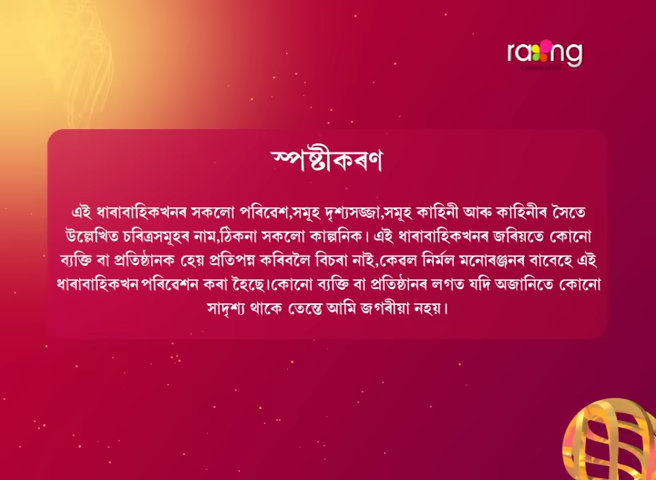 raang
স্পষ্টীকৰণ
এই ধাৰাবাহিকখনৰ সকলো পৰিৱেশ,সমূহ দৃশ্যসজ্জা,সমূহ কাহিনী আৰু কাহিনীৰ সৈতে
উল্লেখিত চৰিত্ৰসমূহৰ নাম,ঠিকনা সকলো কাল্পনিক। এই ধাৰাবাহিকখনৰ জৰিয়তে কোনো
ব্যক্তি বা প্ৰতিষ্ঠানক হেয় প্ৰতিপন্ন কৰিবলৈ বিচৰা নাই,কেৱল নিৰ্মল মনোৰঞ্জনৰ বাবেহে এই
ধাৰাবাহিকখন পৰিৱেশন কৰা হৈছে।কোনো ব্যক্তি বা প্ৰতিষ্ঠানৰ লগত যদি অজানিতে কোনো
সাদৃশ্য থাকে তেন্তে আমি জগৰীয়া নহয়।